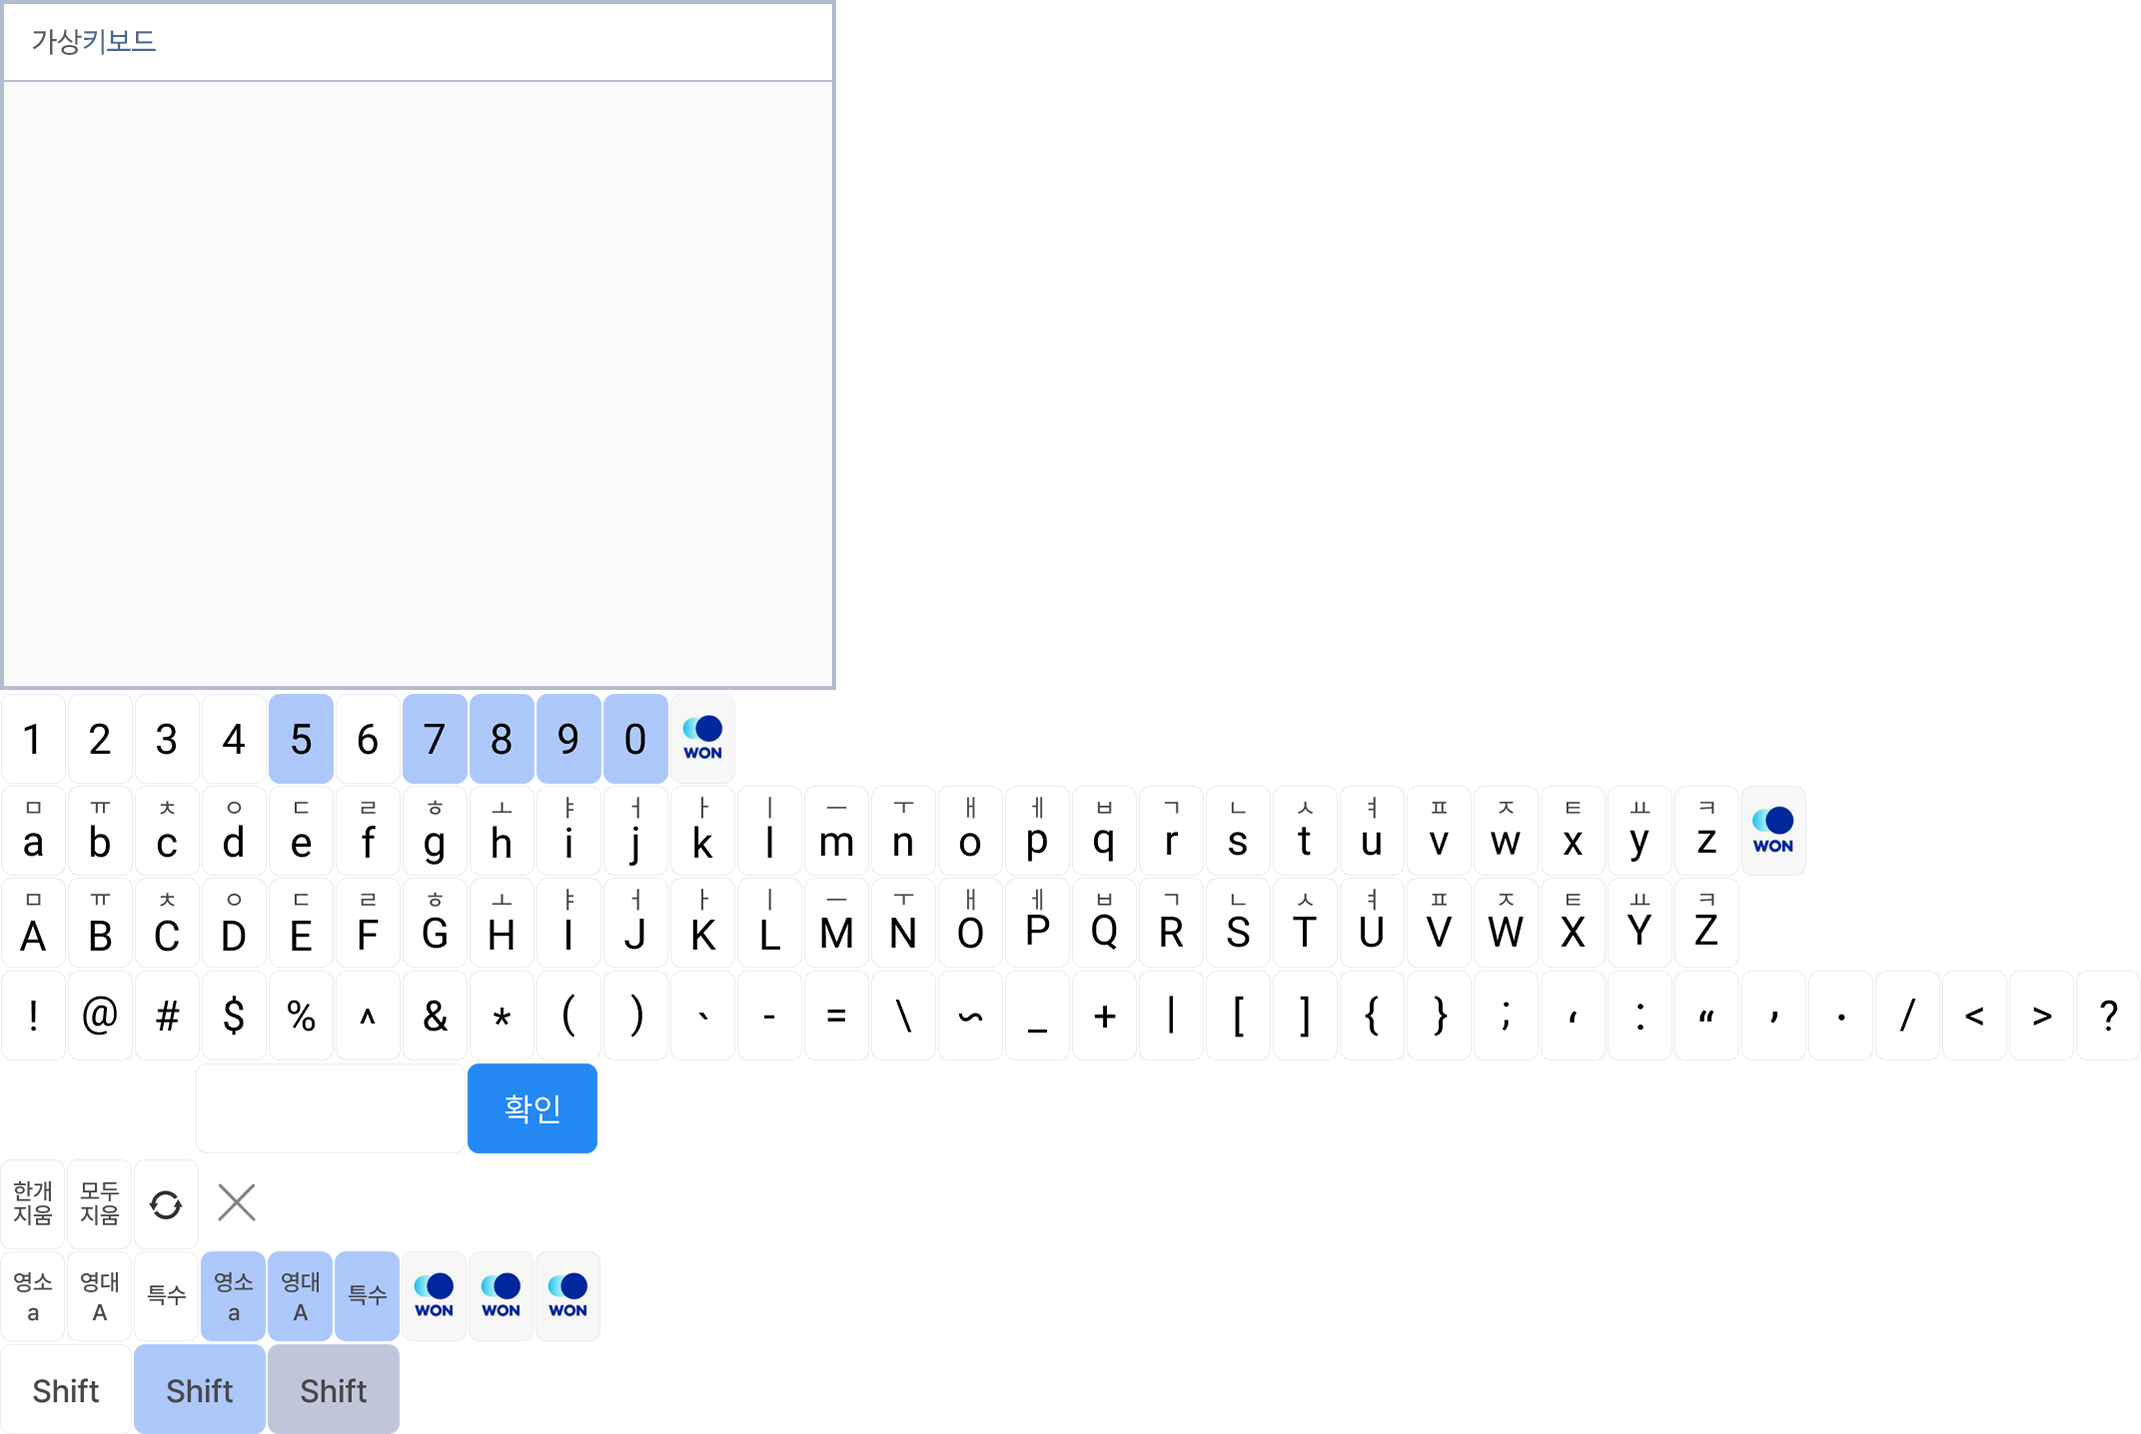 가상키보드
1 2 3 4 5 6 7 8 9 0 WON
ㅁ ㅠ ㅊ ㅇ ㄷ ㄹ ㅎ ㅗ ㅑ ㅓ ㅏ ㅣ ㅡ ㅜ ㅐ ㅔ ㅂ ㄱ ㄴ ㅅ ㅕ ㅍ ㅈ ㅌ ㅛ ㅋ
a b c d e f g h i j k l m n o p q r s t u v w x y z WON
ㅁ ㅠ ㅊ ㅇ ㄷ ㄹ ㅎ ㅗ ㅑ ㅓ ㅏ ㅣ ㅡ ㅜ ㅐ ㅔ ㅂ ㄱ ㄴ ㅅ ㅕ ㅍ ㅈ ㅌ ㅛ ㅋ
A B C D E F G H I J K L M N O P Q R S T U V W X Y Z
! @ # $ % ^ & * ( ) ` - = \ ~ _ + | [ ] { } ; ‘ : “ , · / < > ?
확인
한개 모두
지움 지움
영소 영대 특수 영소 영대 특수 WON WON WON
a A a A
Shift Shift Shift